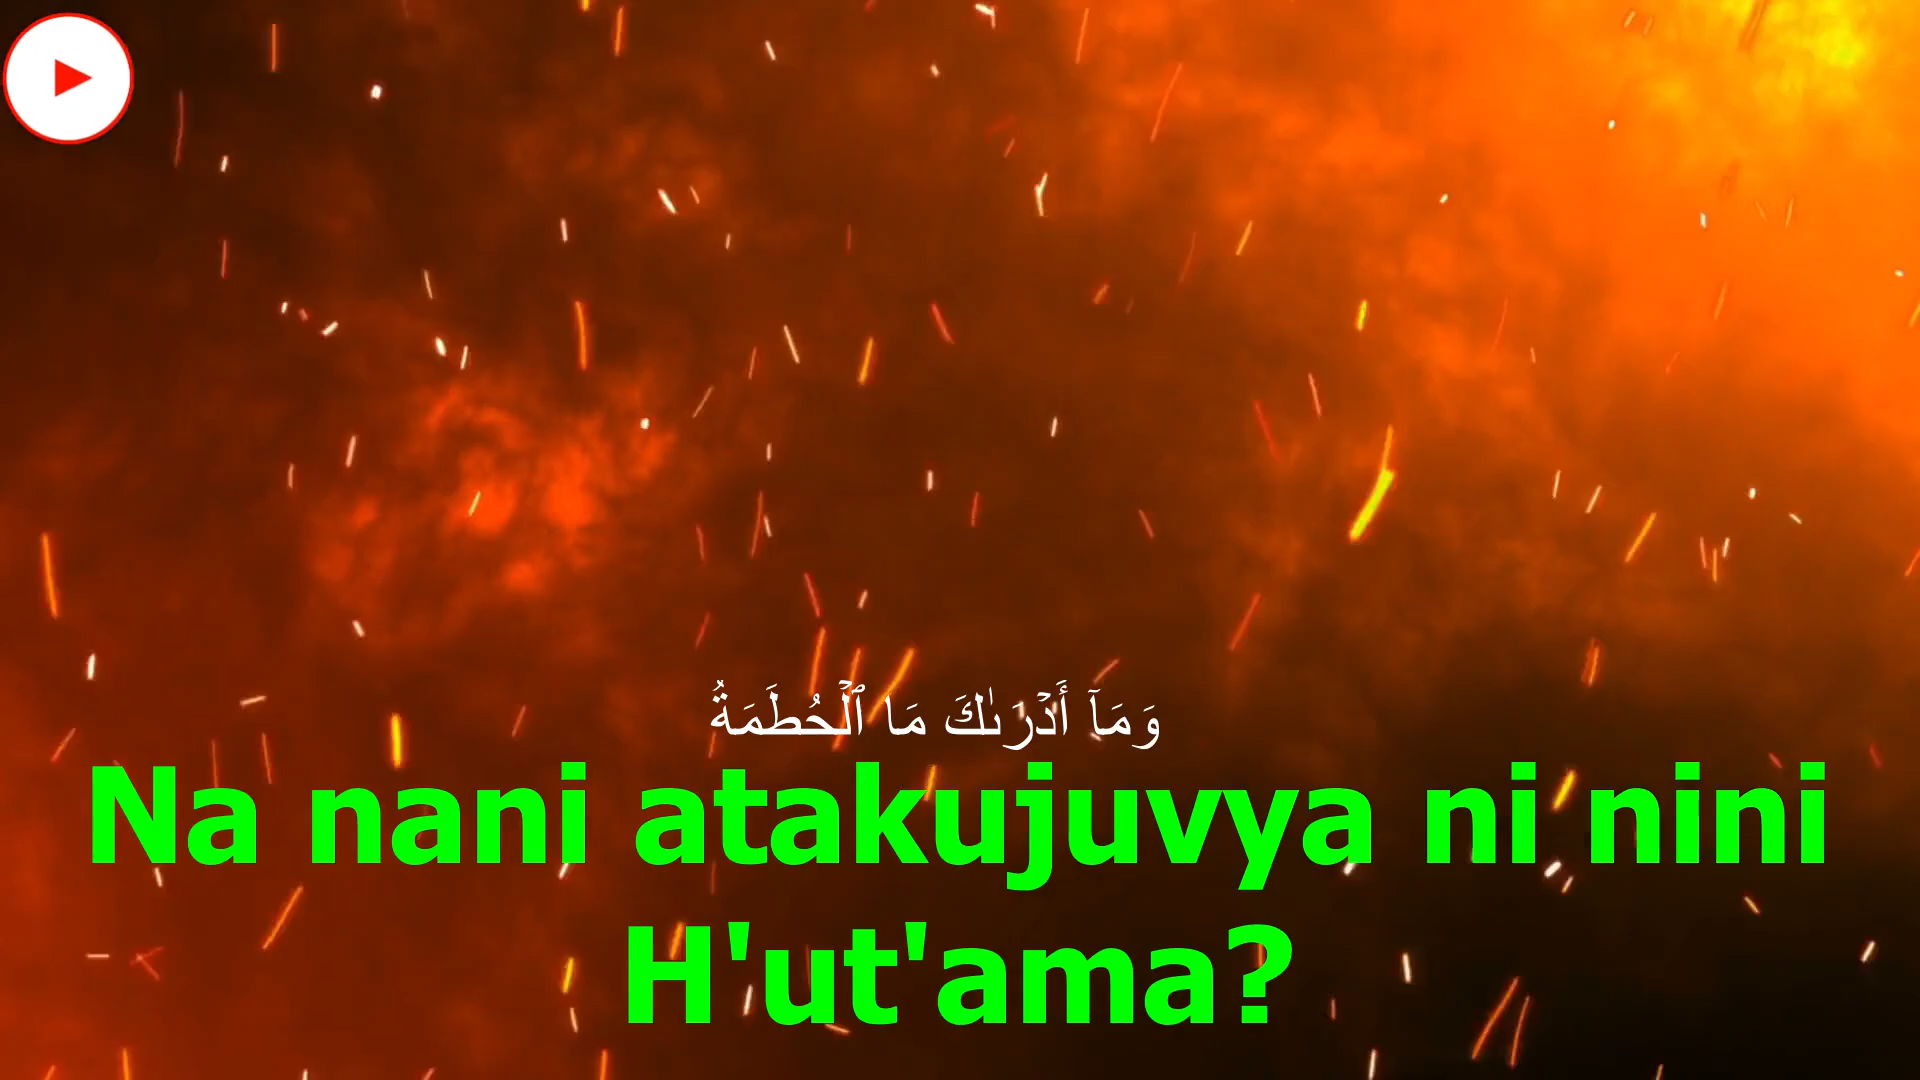 وَمَآ أَدۡرَىٰكَ مَا ٱلۡحُطَمَةُ
Na nani atakujuvya ni nini
H'ut'ama?